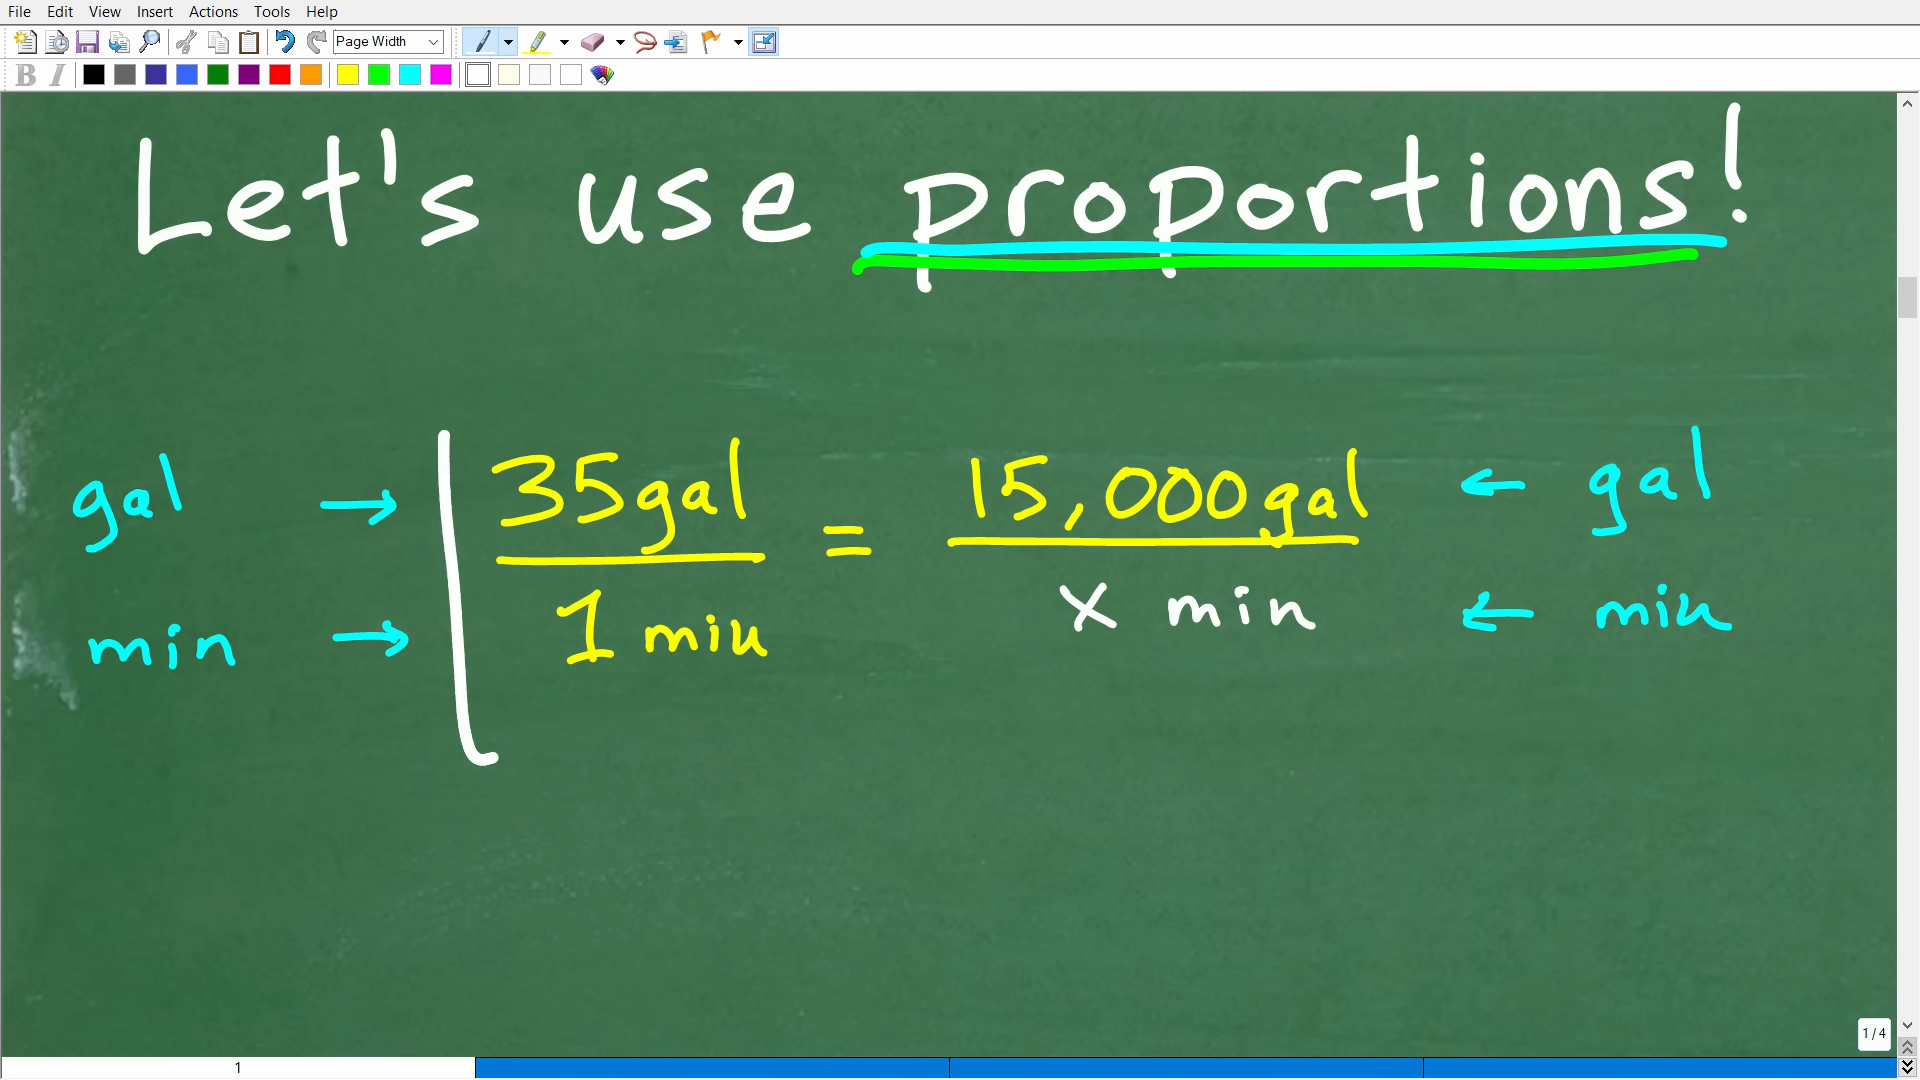 File Edit View Insert Actions Tools Help
Page Width
B I
Let's use proportions!
gal → 35gal = 15,000gal ← gal
min → 1 min x min ← min
1 / 4
1